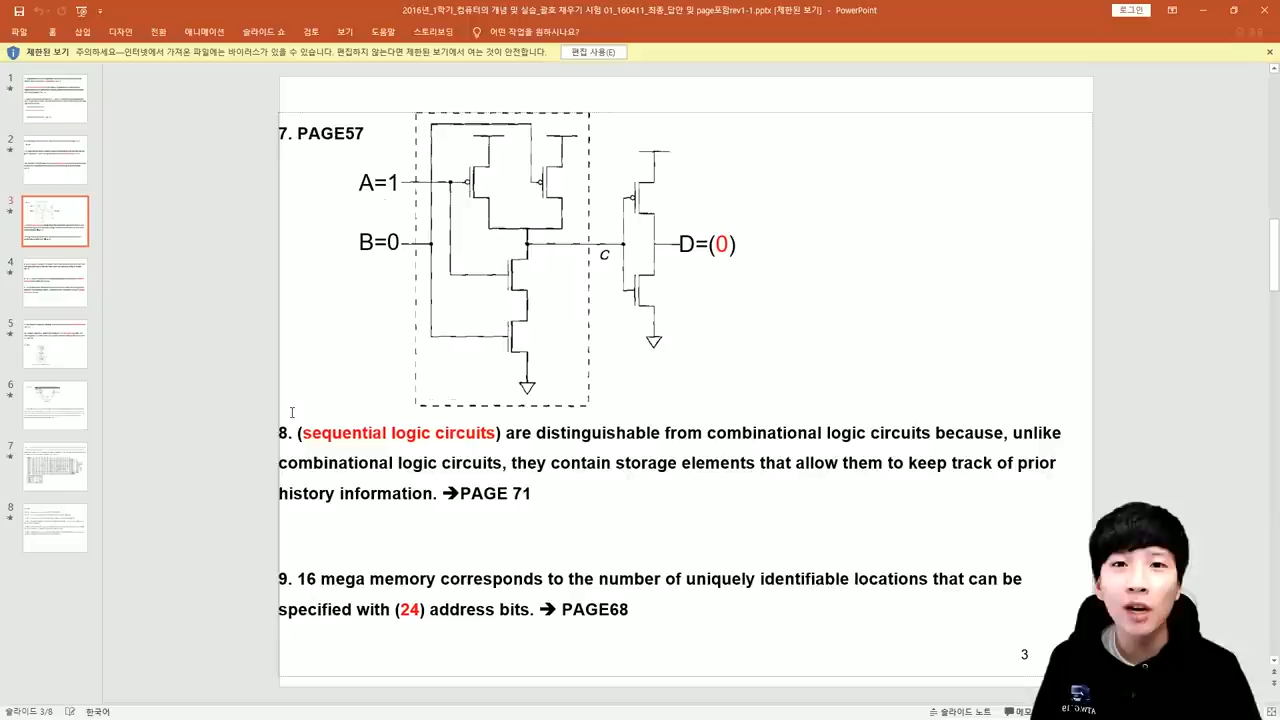 2016년_1학기_컴퓨터의 개념 및 실습_괄호 채우기 시험 01_160411_최종_답안 및 page포함rev1-1.pptx [제한된 보기] - PowerPoint
로그인
파일 홈 삽입 디자인 전환 애니메이션 슬라이드 쇼 검토 보기 도움말 스토리보딩 어떤 작업을 원하시나요?
제한된 보기 주의하세요—인터넷에서 가져온 파일에는 바이러스가 있을 수 있습니다. 편집하지 않는다면 제한된 보기에서 여는 것이 안전합니다. 편집 사용(E)
1
2
3
5
6
7
8
7. PAGE57
A=1
B=0
C
D=(0)
8. (sequential logic circuits) are distinguishable from combinational logic circuits because, unlike
combinational logic circuits, they contain storage elements that allow them to keep track of prior
history information. ➔PAGE 71
9. 16 mega memory corresponds to the number of uniquely identifiable locations that can be
specified with (24) address bits. ➔ PAGE68
3
슬라이드 3/8 한국어
슬라이드 노트 메모